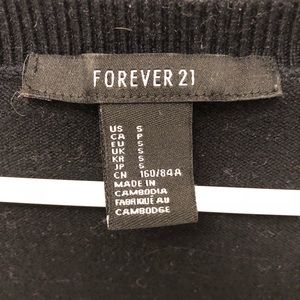 FOREVER 21
US S
CA P
EU S
UK S
KR S
JP S
CN 160/84A
MADE IN
CAMBODIA
FABRIQUÉ AU
CAMBODGE